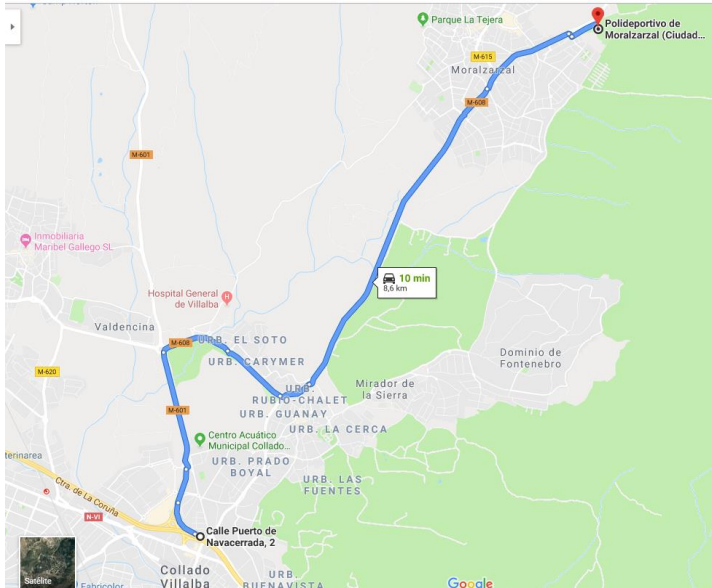 Parque La Tejera
Polideportivo de
Moralzarzal (Ciudad...
M-615
Moralzarzal
M-608
M-601
Inmobiliaria
Maribel Gallego SL
10 min
8,6 km
Hospital General
de Villalba
Valdencina
M-608
URB. EL SOTO
URB. CARYMER
Dominio de
Fontenebro
M-620
Mirador de
la Sierra
URB.
RUBIO-CHALET
M-601
URB. GUANAY
URB. LA CERCA
Centro Acuático
Municipal Collado...
terinarea
URB. PRADO
BOYAL
URB. LAS
FUENTES
Ctra. de La Coruña
N-VI
Calle Puerto de
Navacerrada, 2
Satélite
Collado
Villalba
URB.
BUENAVISTA
Fabricolor
Google